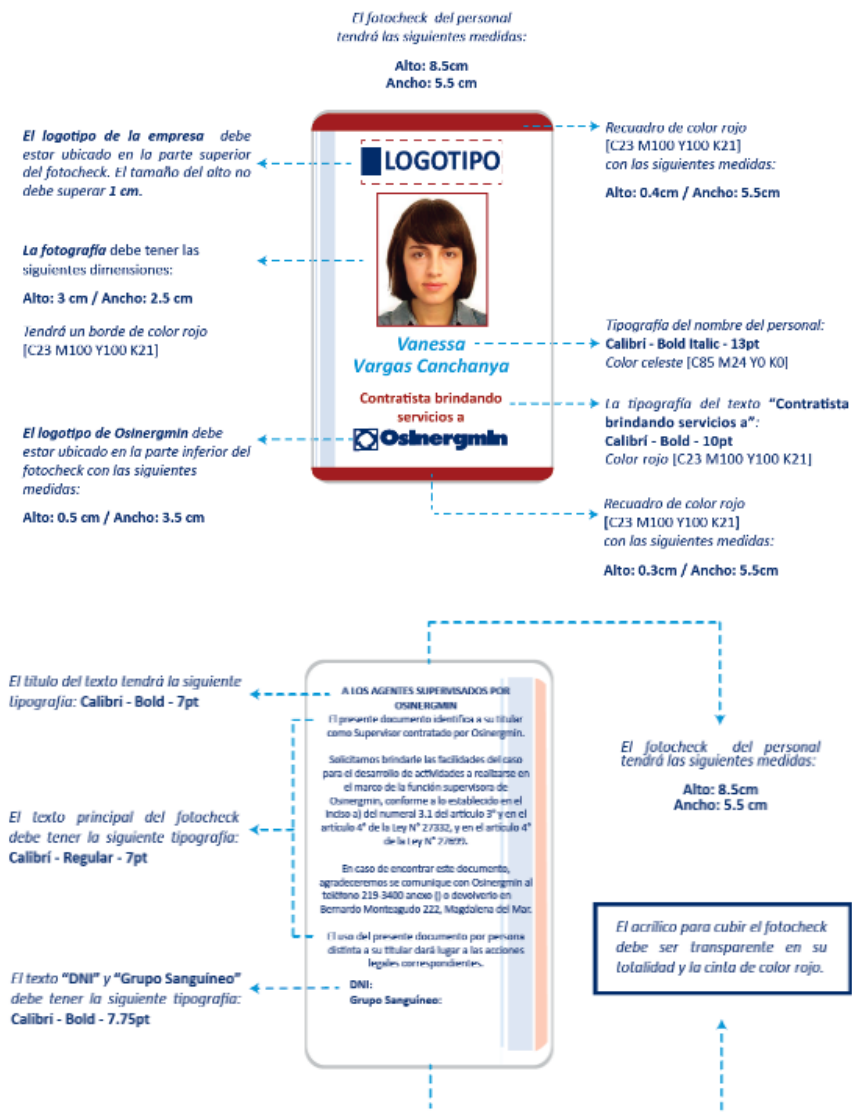 El fotocheck del personal
tendrá las siguientes medidas:
Alto: 8.5cm
Ancho: 5.5 cm
El logotipo de la empresa debe
estar ubicado en la parte superior
del fotocheck. El tamaño del alto no
debe superar 1 cm.
La fotografía debe tener las
siguientes dimensiones:
Alto: 3 cm / Ancho: 2.5 cm
Tendrá un borde de color rojo
[C23 M100 Y100 K21]
El logotipo de Osinergmin debe
estar ubicado en la parte inferior del
fotocheck con las siguientes
medidas:
Alto: 0.5 cm / Ancho: 3.5 cm
LOGOTIPO
Vanessa
Vargas Canchanya
Contratista brindando
servicios a
Osinergmin
Recuadro de color rojo
[C23 M100 Y100 K21]
con las siguientes medidas:
Alto: 0.4cm / Ancho: 5.5cm
Tipografía del nombre del personal:
Calibri - Bold Italic - 13pt
Color celeste [C85 M24 Y0 K0]
La tipografía del texto “Contratista
brindando servicios a”:
Calibrí - Bold - 10pt
Color rojo [C23 M100 Y100 K21]
Recuadro de color rojo
[C23 M100 Y100 K21]
con las siguientes medidas:
Alto: 0.3cm / Ancho: 5.5cm
El título del texto tendrá la siguiente
tipografía: Calibri - Bold - 7pt
El texto principal del fotocheck
debe tener la siguiente tipografía:
Calibrí - Regular - 7pt
El texto “DNI” y “Grupo Sanguíneo”
debe tener la siguiente tipografía:
Calibri - Bold - 7.75pt
A LOS AGENTES SUPERVISADOS POR
OSINERGMIN
El presente documento identifica a su titular
como Supervisor contratado por Osinergmin.
Solicitamos brindarle las facilidades del caso
para el desarrollo de actividades a realizarse en
el marco de la función supervisora de
Osinergmin, conforme a lo establecido en el
inciso a) del numeral 3.1 del artículo 3° y en el
artículo 4° de la Ley N° 27332, y en el artículo 4°
de la Ley N° 27699.
En caso de encontrar este documento,
agradeceremos se comunique con Osinergmin al
teléfono 219-3400 anexo () o devolverlo en
Bernardo Monteagudo 222, Magdalena del Mar.
El uso del presente documento por persona
distinta a su titular dará lugar a las acciones
legales correspondientes.
DNI:
Grupo Sanguíneo:
El fotocheck del personal
tendrá las siguientes medidas:
Alto: 8.5cm
Ancho: 5.5 cm
El acrílico para cubir el fotocheck
debe ser transparente en su
totalidad y la cinta de color rojo.